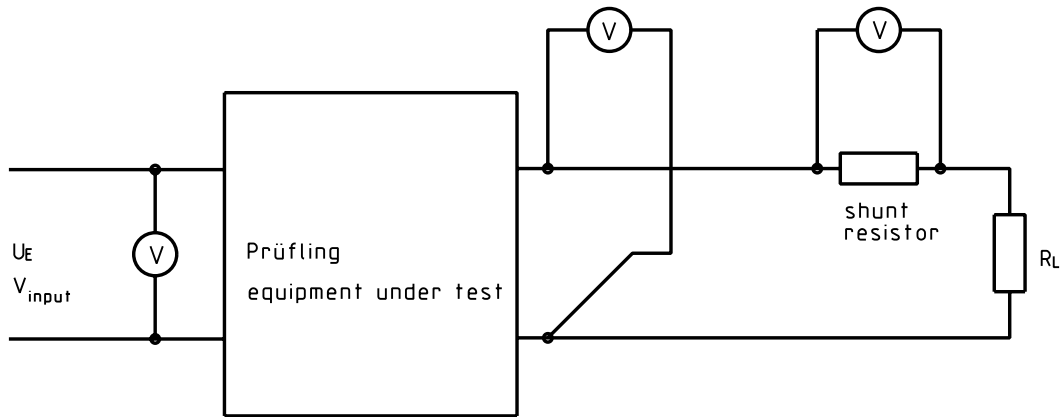 V
V
UE
Vinput
V
Prüfling
equipment under test
shunt
resistor
RL